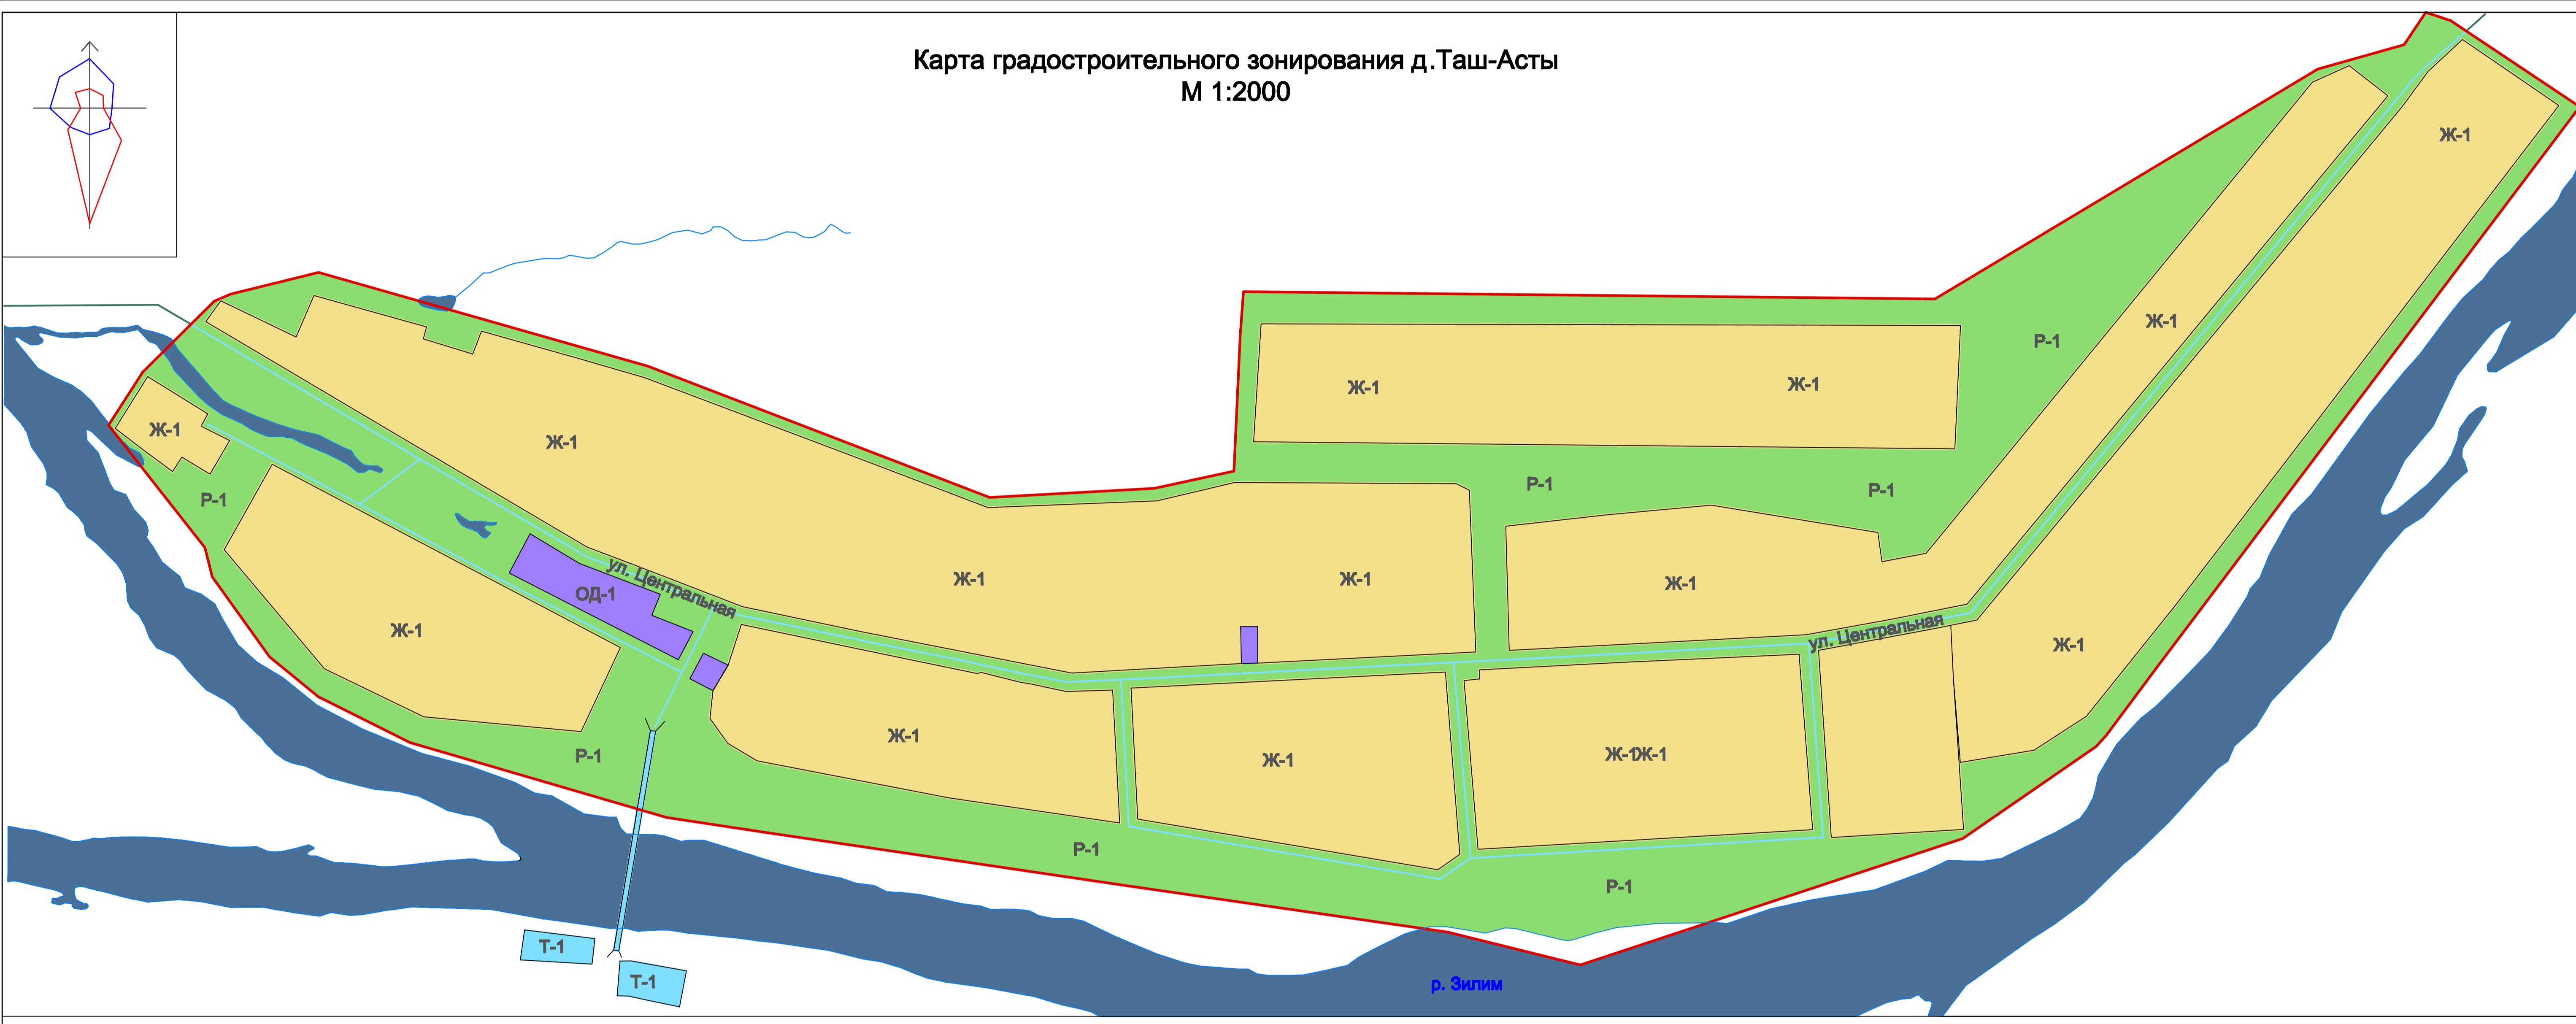 Карта градостроительного зонирования д.Таш-Асты
М 1:2000
Ж-1
Ж-1
Р-1
Ж-1
Ж-1
Ж-1
Ж-1
Р-1
Р-1
Р-1
Ж-1
ул. Центральная
Ж-1
Ж-1
Ж-1
ОД-1
Ж-1
ул. Центральная
Ж-1
Ж-1
Р-1
Ж-1
Ж-1Ж-1
Р-1
Р-1
Т-1
Т-1
р. Зилим